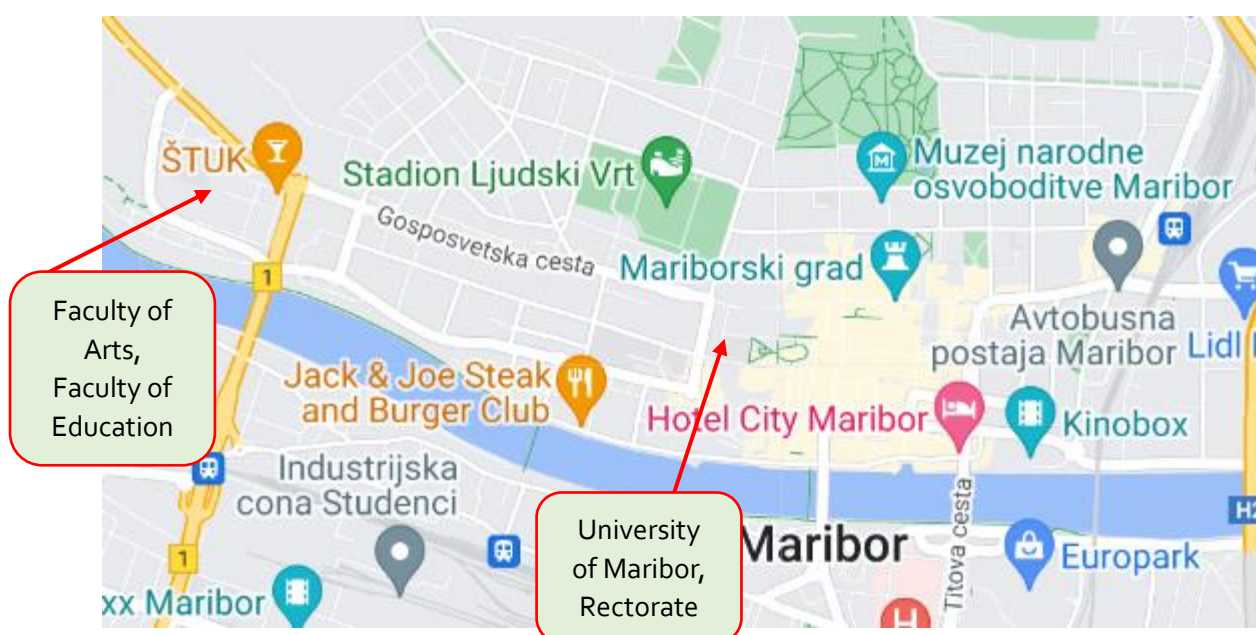 ŠTUK
Stadion Ljudski Vrt
Muzej narodne
osvoboditve Maribor
Gosposvetska cesta
Mariborski grad
1
Faculty of
Arts,
Faculty of
Education
Avtobusna
postaja Maribor
Lidl
Jack & Joe Steak
and Burger Club
Hotel City Maribor
Kinobox
Industrijska
cona Studenci
University
of Maribor,
Rectorate
Maribor
Titova cesta
Europark
H2
1
xx Maribor
H
M